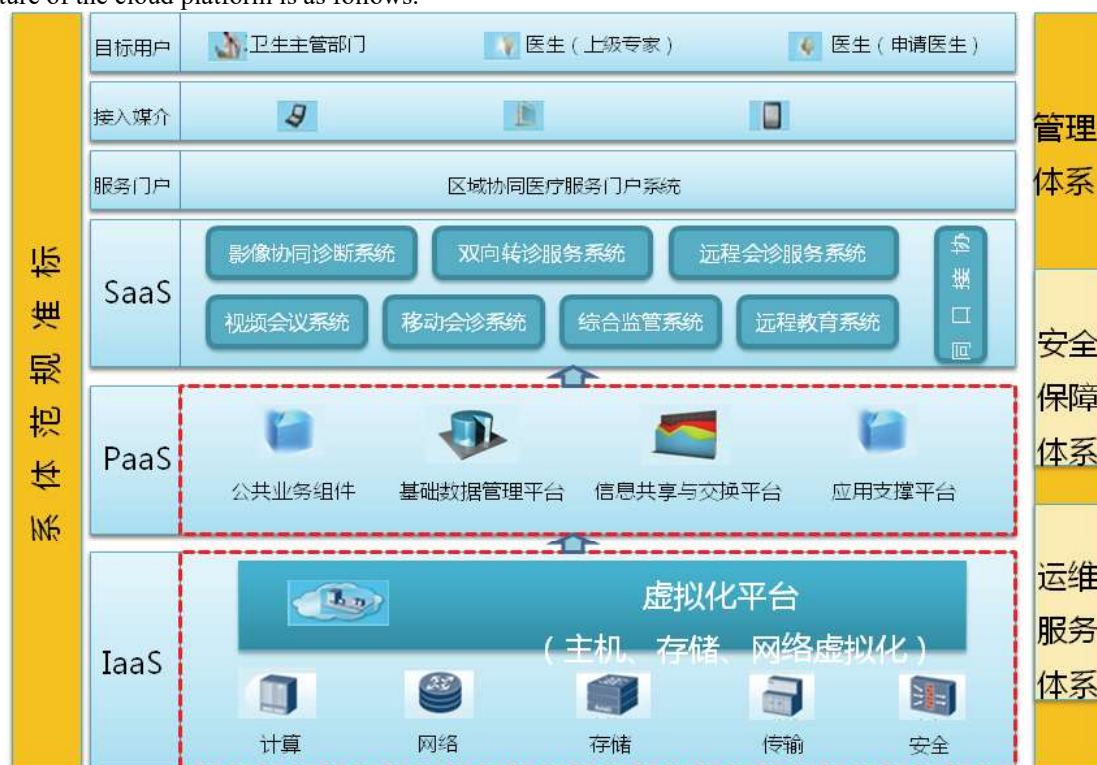 ture of the cloud platform is as follows:
标准规范体系
目标用户
卫生主管部门
医生（上级专家）
医生（申请医生）
接入媒介
服务门户
区域协同医疗服务门户系统
SaaS
影像协同诊断系统
双向转诊服务系统
远程会诊服务系统
视频会议系统
移动会诊系统
综合监管系统
远程教育系统
协接口间
PaaS
公共业务组件
基础数据管理平台
信息共享与交换平台
应用支撑平台
IaaS
虚拟化平台
（主机、存储、网络虚拟化）
计算
网络
存储
传输
安全
管理
体系
安全
保障
体系
运维
服务
体系